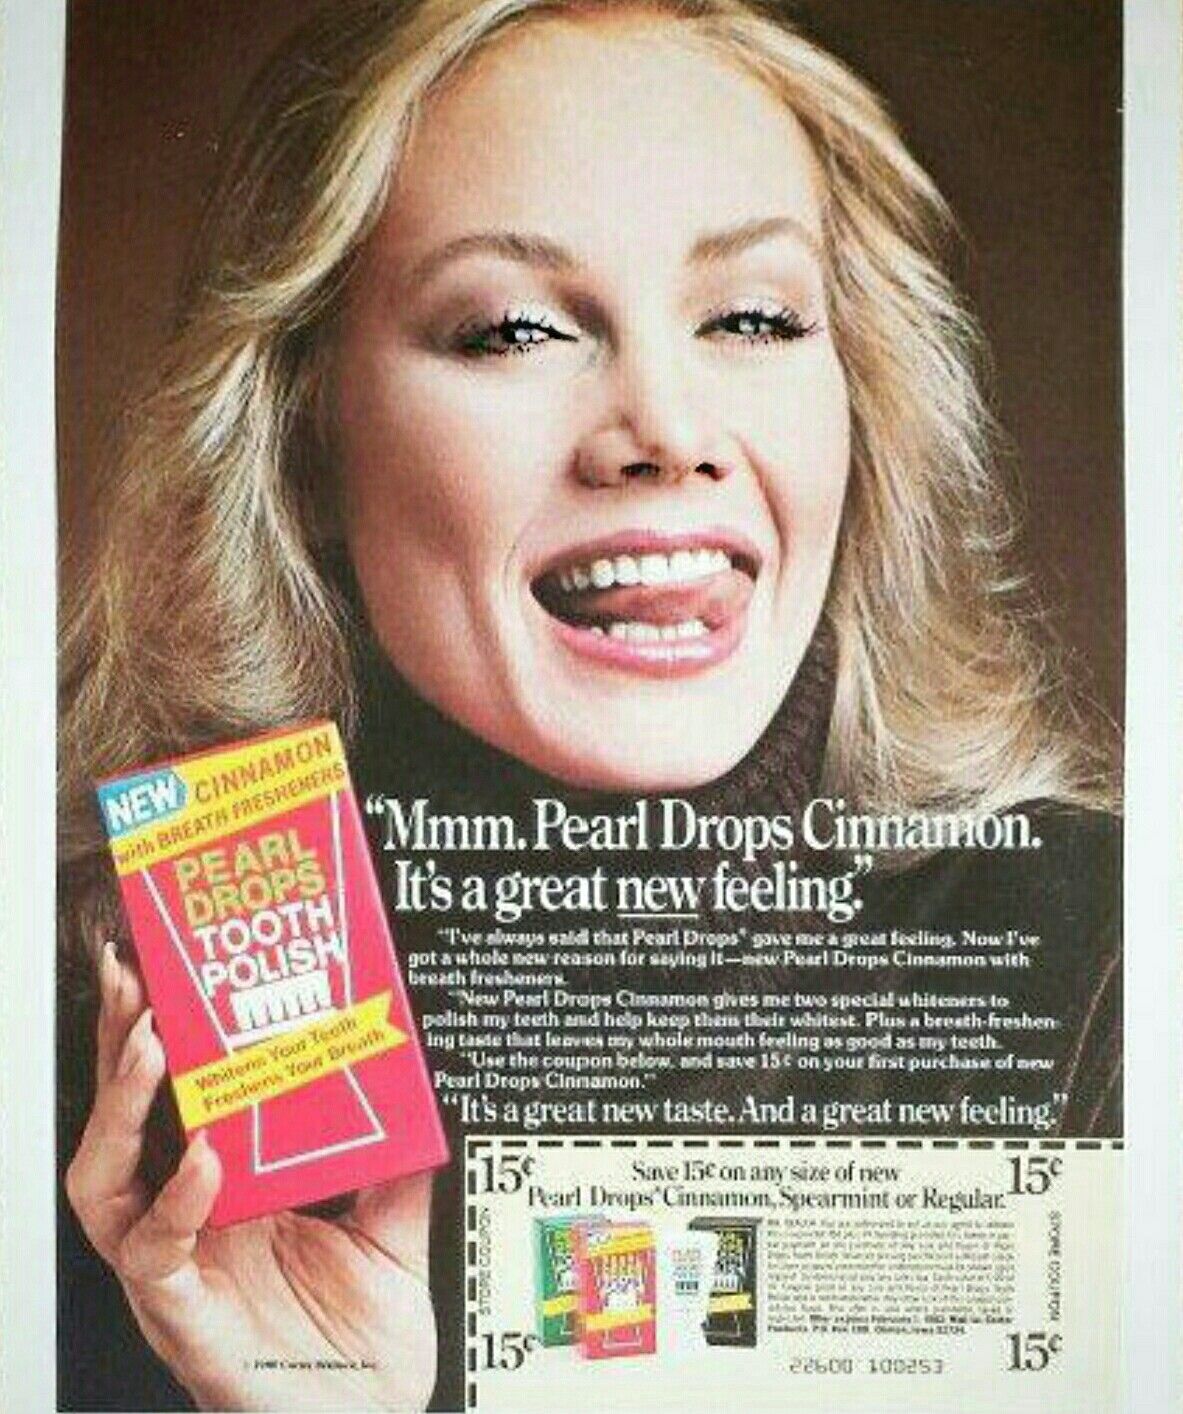 NEW CINNAMON
with BREATH FRESHENERS
PEARL
DROPS
TOOTH
POLISH
Whitens Your Teeth
Freshens Your Breath
“Mmm. Pearl Drops Cinnamon.
It's a great new feeling.”
“I've always said that Pearl Drops® gave me a great feeling. Now I've
got a whole new reason for saying it—new Pearl Drops Cinnamon with
breath fresheners.
“New Pearl Drops Cinnamon gives me two special whiteners to
polish my teeth and help keep them their whitest. Plus a breath-freshen-
ing taste that leaves my whole mouth feeling as good as my teeth.
“Use the coupon below, and save 15¢ on your first purchase of new
Pearl Drops Cinnamon.”
“It's a great new taste. And a great new feeling.”
15¢ Save 15¢ on any size of new 15¢
Pearl Drops® Cinnamon, Spearmint or Regular.
STORE COUPON
STORE COUPON
15¢ 15¢
22600 100253